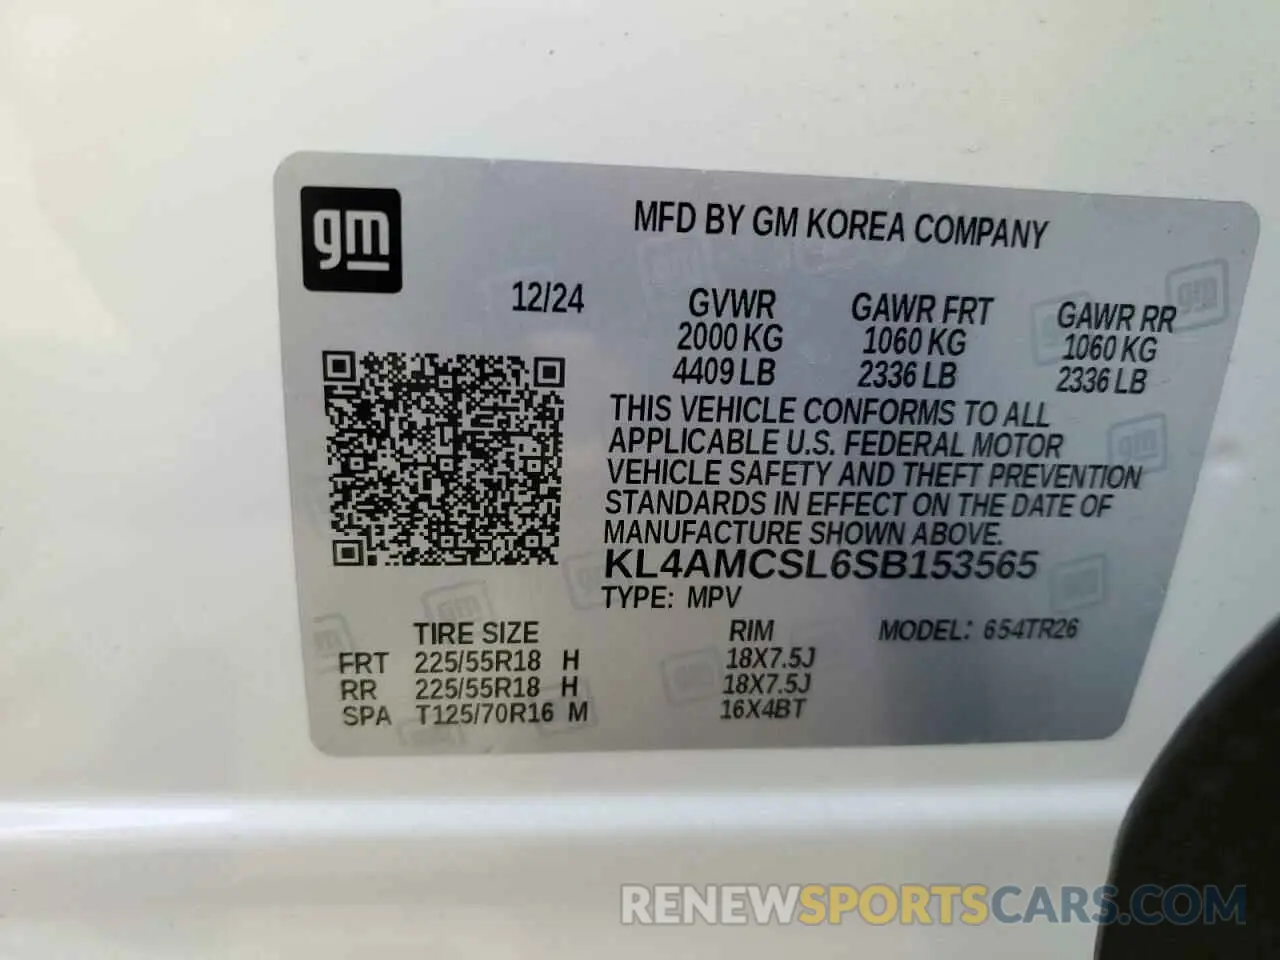 gm
MFD BY GM KOREA COMPANY
12/24 GVWR GAWR FRT GAWR RR
2000 KG 1060 KG 1060 KG
4409 LB 2336 LB 2336 LB
THIS VEHICLE CONFORMS TO ALL
APPLICABLE U.S. FEDERAL MOTOR
VEHICLE SAFETY AND THEFT PREVENTION
STANDARDS IN EFFECT ON THE DATE OF
MANUFACTURE SHOWN ABOVE.
KL4AMCSL6SB153565
TYPE: MPV
TIRE SIZE RIM MODEL: 654TR26
FRT 225/55R18 H 18X7.5J
RR 225/55R18 H 18X7.5J
SPA T125/70R16 M 16X4BT
RENEWSPORTSCARS.COM